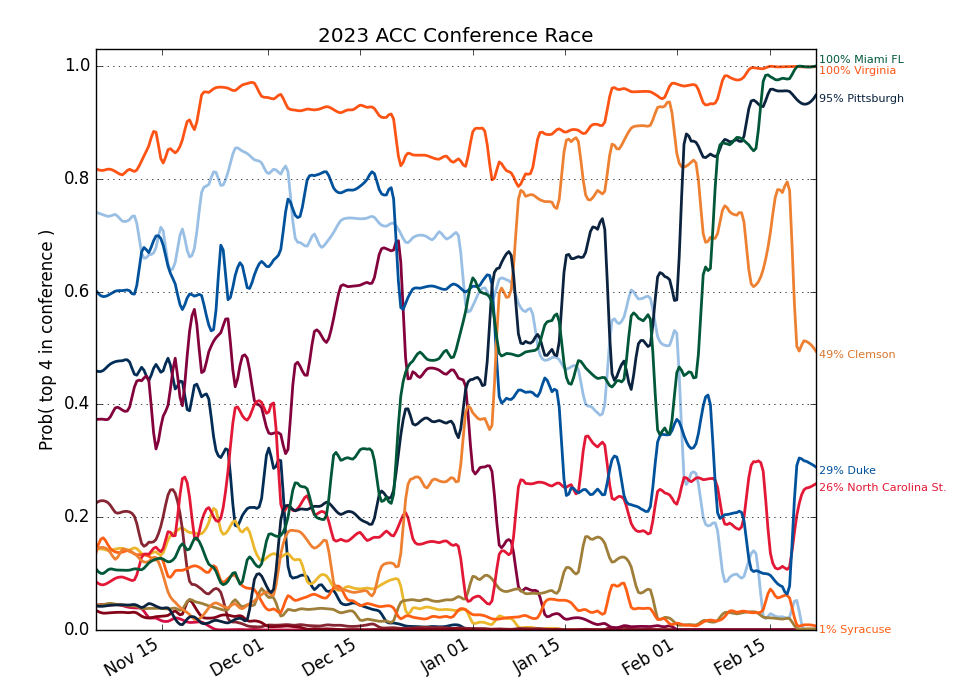 2023 ACC Conference Race
Prob( top 4 in conference )
1.0
0.8
0.6
0.4
0.2
0.0
Nov 15
Dec 01
Dec 15
Jan 01
Jan 15
Feb 01
Feb 15
100% Miami FL
100% Virginia
95% Pittsburgh
49% Clemson
29% Duke
26% North Carolina St.
1% Syracuse